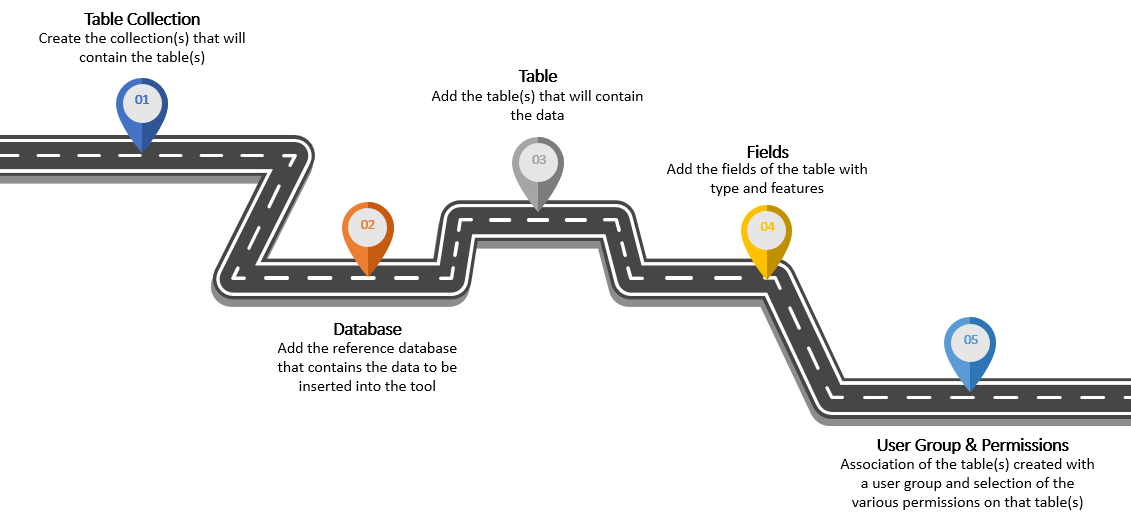 Table Collection
Create the collection(s) that will
contain the table(s)
01
02
Database
Add the reference database
that contains the data to be
inserted into the tool
Table
Add the table(s) that will contain
the data
03
Fields
Add the fields of the table with
type and features
04
05
User Group & Permissions
Association of the table(s) created with
a user group and selection of the
various permissions on that table(s)